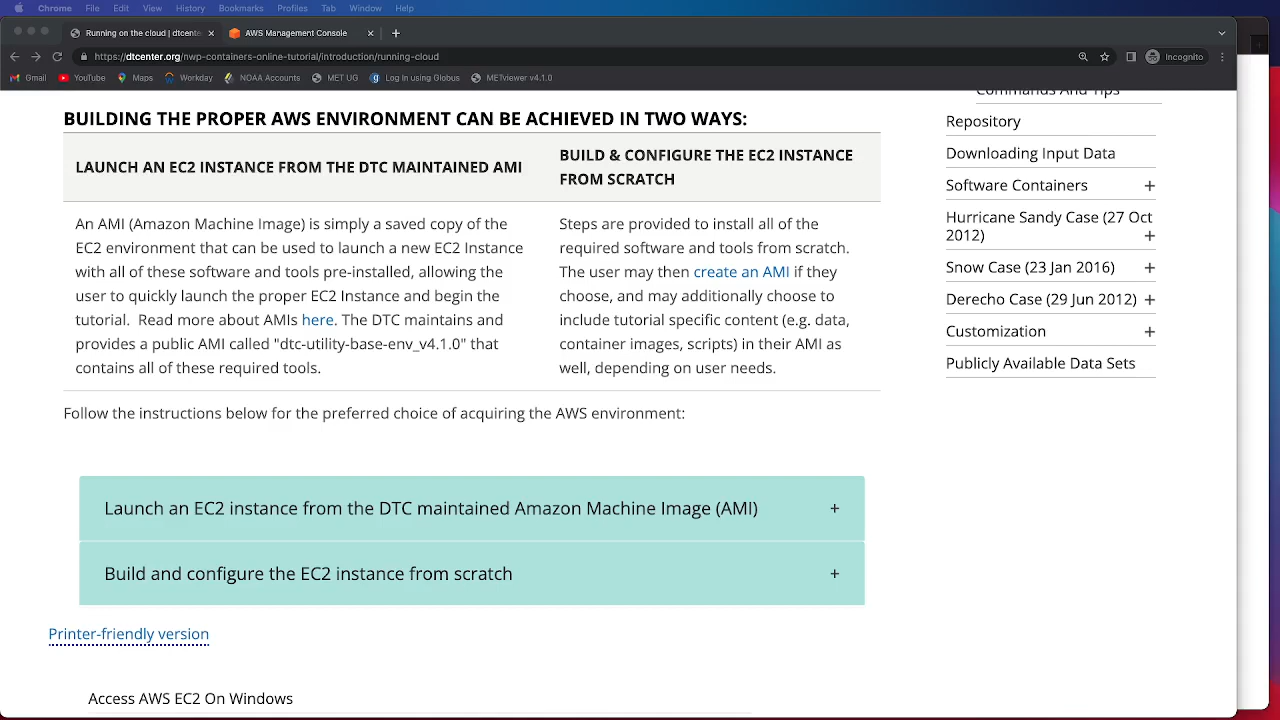 Chrome File Edit View History Bookmarks Profiles Tab Window Help
Running on the cloud | dtcente × AWS Management Console × +
https://dtcenter.org/nwp-containers-online-tutorial/introduction/running-cloud Incognito
Gmail YouTube Maps Workday NOAA Accounts MET UG Log In using Globus METviewer v4.1.0
Commands And Tips
BUILDING THE PROPER AWS ENVIRONMENT CAN BE ACHIEVED IN TWO WAYS:
LAUNCH AN EC2 INSTANCE FROM THE DTC MAINTAINED AMI
BUILD & CONFIGURE THE EC2 INSTANCE
FROM SCRATCH
An AMI (Amazon Machine Image) is simply a saved copy of the
EC2 environment that can be used to launch a new EC2 Instance
with all of these software and tools pre-installed, allowing the
user to quickly launch the proper EC2 Instance and begin the
tutorial. Read more about AMIs here. The DTC maintains and
provides a public AMI called "dtc-utility-base-env_v4.1.0" that
contains all of these required tools.
Steps are provided to install all of the
required software and tools from scratch.
The user may then create an AMI if they
choose, and may additionally choose to
include tutorial specific content (e.g. data,
container images, scripts) in their AMI as
well, depending on user needs.
Follow the instructions below for the preferred choice of acquiring the AWS environment:
Launch an EC2 instance from the DTC maintained Amazon Machine Image (AMI) +
Build and configure the EC2 instance from scratch +
Printer-friendly version
Access AWS EC2 On Windows
Repository
Downloading Input Data
Software Containers +
Hurricane Sandy Case (27 Oct
2012) +
Snow Case (23 Jan 2016) +
Derecho Case (29 Jun 2012) +
Customization +
Publicly Available Data Sets